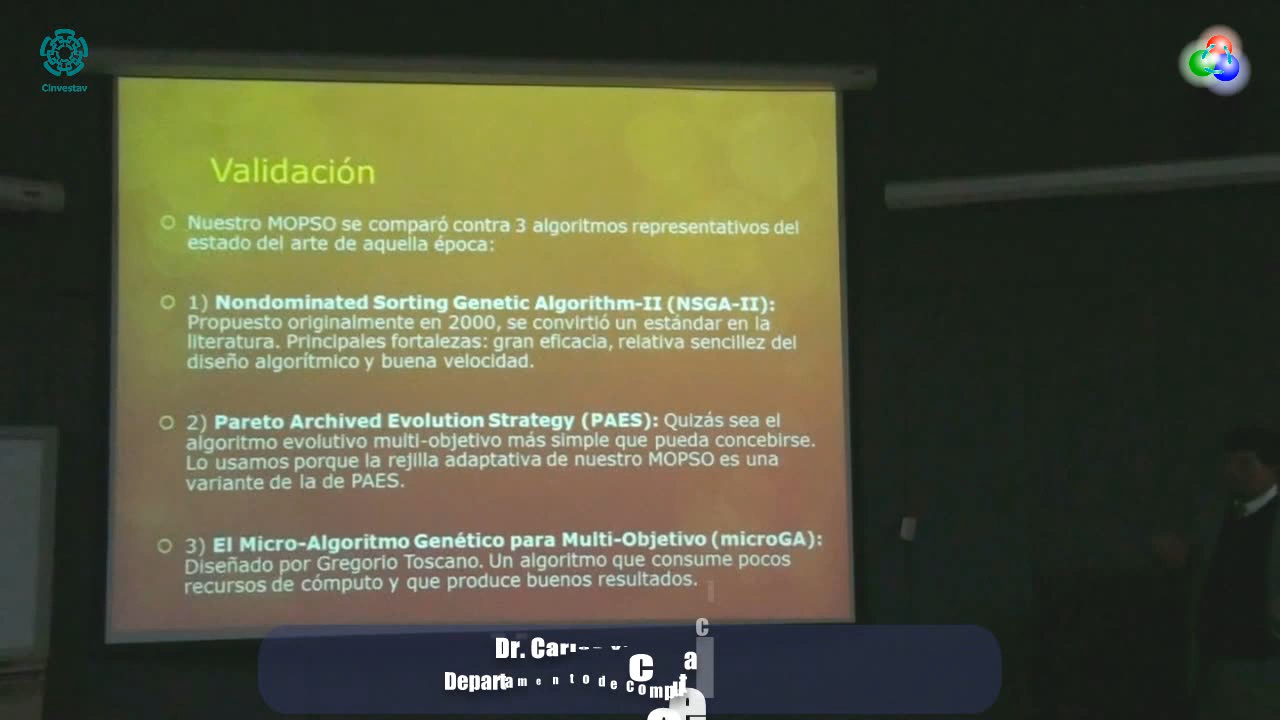 Cinvestav
Validación
Nuestro MOPSO se comparó contra 3 algoritmos representativos del
estado del arte de aquella época:
1) Nondominated Sorting Genetic Algorithm-II (NSGA-II):
Propuesto originalmente en 2000, se convirtió un estándar en la
literatura. Principales fortalezas: gran eficacia, relativa sencillez del
diseño algorítmico y buena velocidad.
2) Pareto Archived Evolution Strategy (PAES): Quizás sea el
algoritmo evolutivo multi-objetivo más simple que pueda concebirse.
Lo usamos porque la rejilla adaptativa de nuestro MOPSO es una
variante de la de PAES.
3) El Micro-Algoritmo Genético para Multi-Objetivo (microGA):
Diseñado por Gregorio Toscano. Un algoritmo que consume pocos
recursos de cómputo y que produce buenos resultados.
Dr.
Departamento de